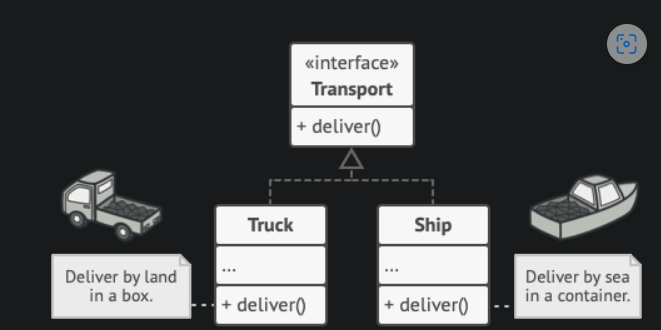 «interface»
Transport
+ deliver()
Truck
...
+ deliver()
Ship
...
+ deliver()
Deliver by land
in a box.
Deliver by sea
in a container.